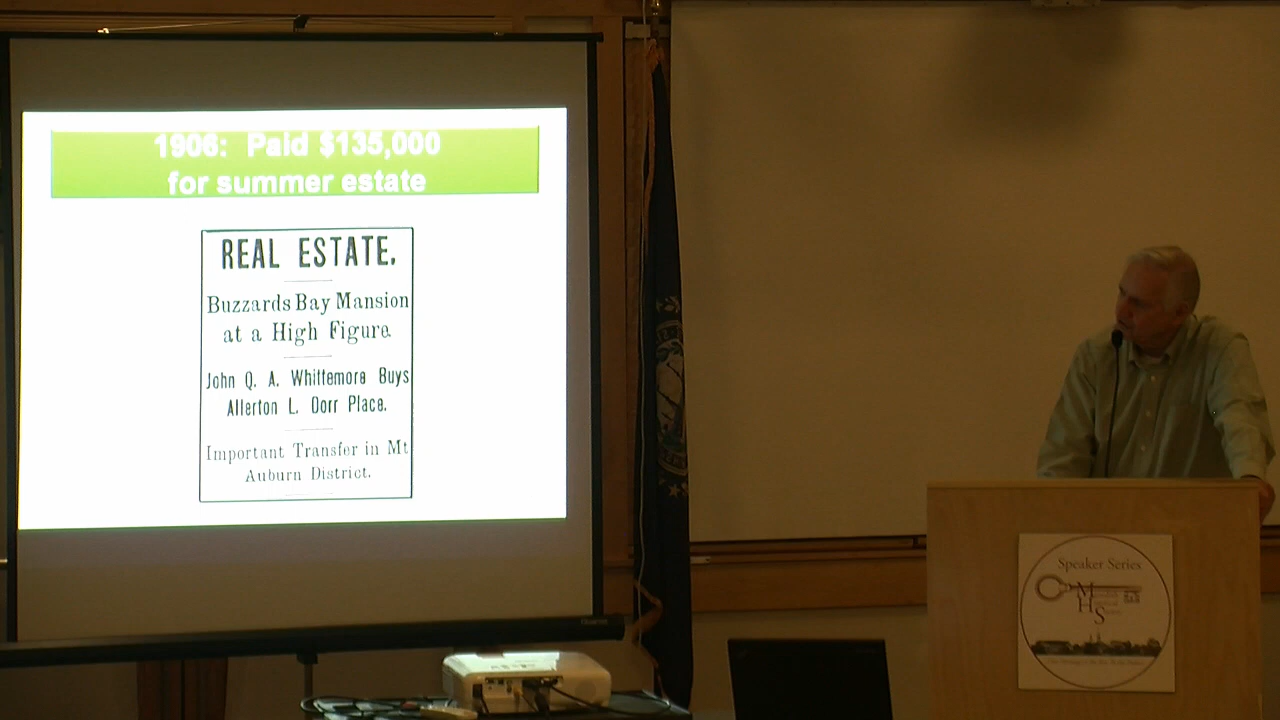 1906: Paid $135,000
for summer estate
REAL ESTATE.
Buzzards Bay Mansion
at a High Figure.
John Q. A. Whittemore Buys
Allerton L. Dorr Place.
Important Transfer in Mt
Auburn District.
Speaker Series
M
H
S